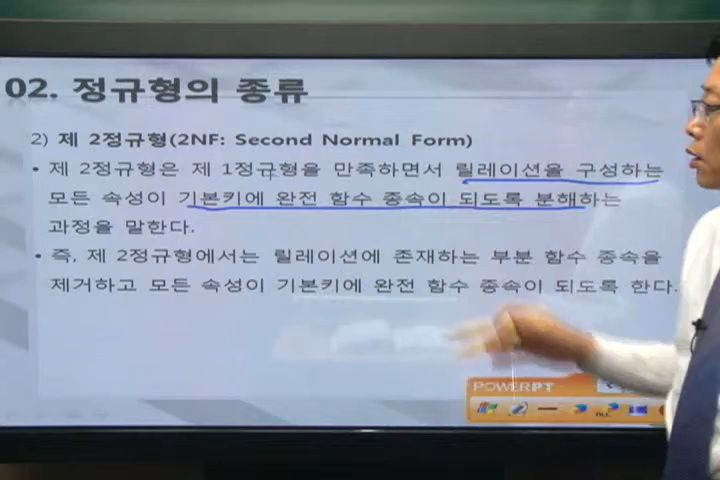 02. 정규형의 종류
2) 제 2정규형(2NF: Second Normal Form)
• 제 2정규형은 제 1정규형을 만족하면서 릴레이션을 구성하는
모든 속성이 기본키에 완전 함수 종속이 되도록 분해하는
과정을 말한다.
• 즉, 제 2정규형에서는 릴레이션에 존재하는 부분 함수 종속을
제거하고 모든 속성이 기본키에 완전 함수 종속이 되도록 한다.
POWERPT